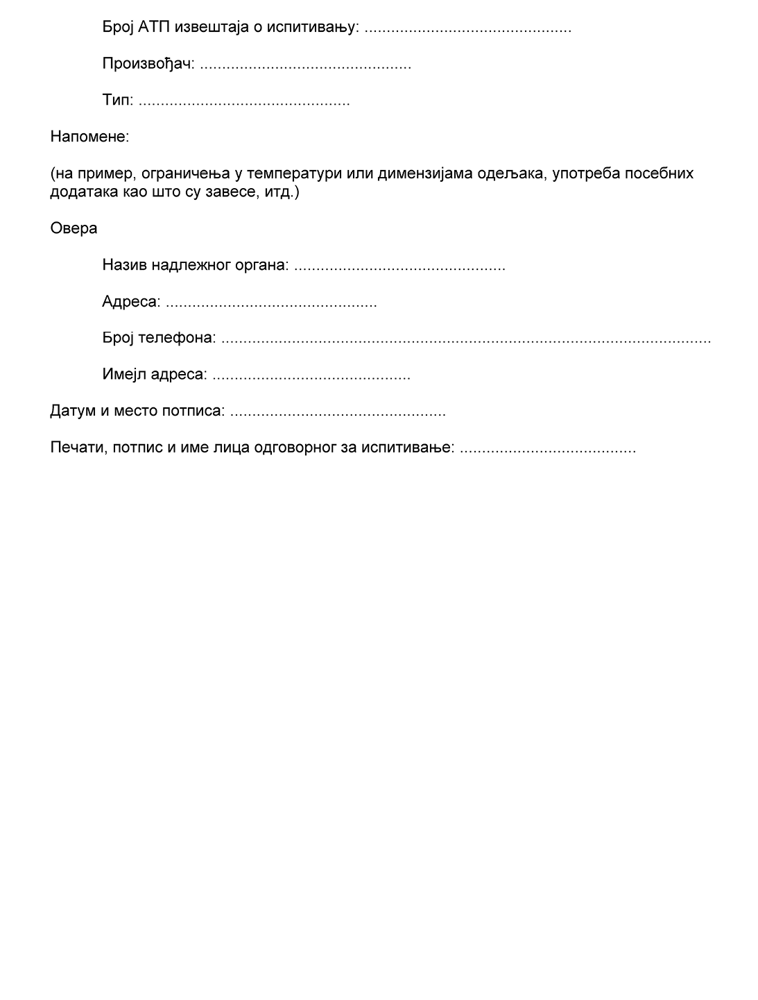 Број АТП извештаја о испитивању: ...............................................
Произвођач: ................................................
Тип: ................................................
Напомене:
(на пример, ограничења у температури или димензијама одељака, употреба посебних
додатака као што су завесе, итд.)
Овера
Назив надлежног органа: ................................................
Адреса: ................................................
Број телефона: ...............................................................................................................
Имејл адреса: .............................................
Датум и место потписа: .................................................
Печати, потпис и име лица одговорног за испитивање: ........................................